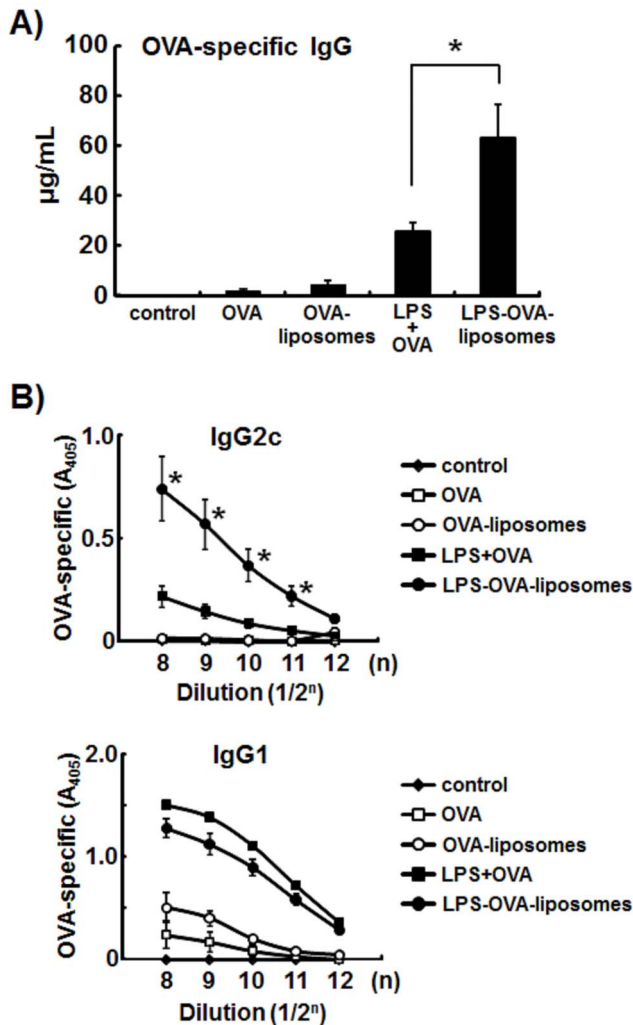 A)
OVA-specific IgG
*
100
80
60
40
20
0
µg/mL
control
OVA
OVA-
liposomes
LPS
+
OVA
LPS-OVA-
liposomes
B)
IgG2c
1.0
0.5
0
OVA-specific (A₄₀₅)
* * * *
8 9 10 11 12 (n)
Dilution (1/2ⁿ)
control
OVA
OVA-liposomes
LPS+OVA
LPS-OVA-liposomes
IgG1
2.0
1.0
0
OVA-specific (A₄₀₅)
8 9 10 11 12 (n)
Dilution (1/2ⁿ)
control
OVA
OVA-liposomes
LPS+OVA
LPS-OVA-liposomes